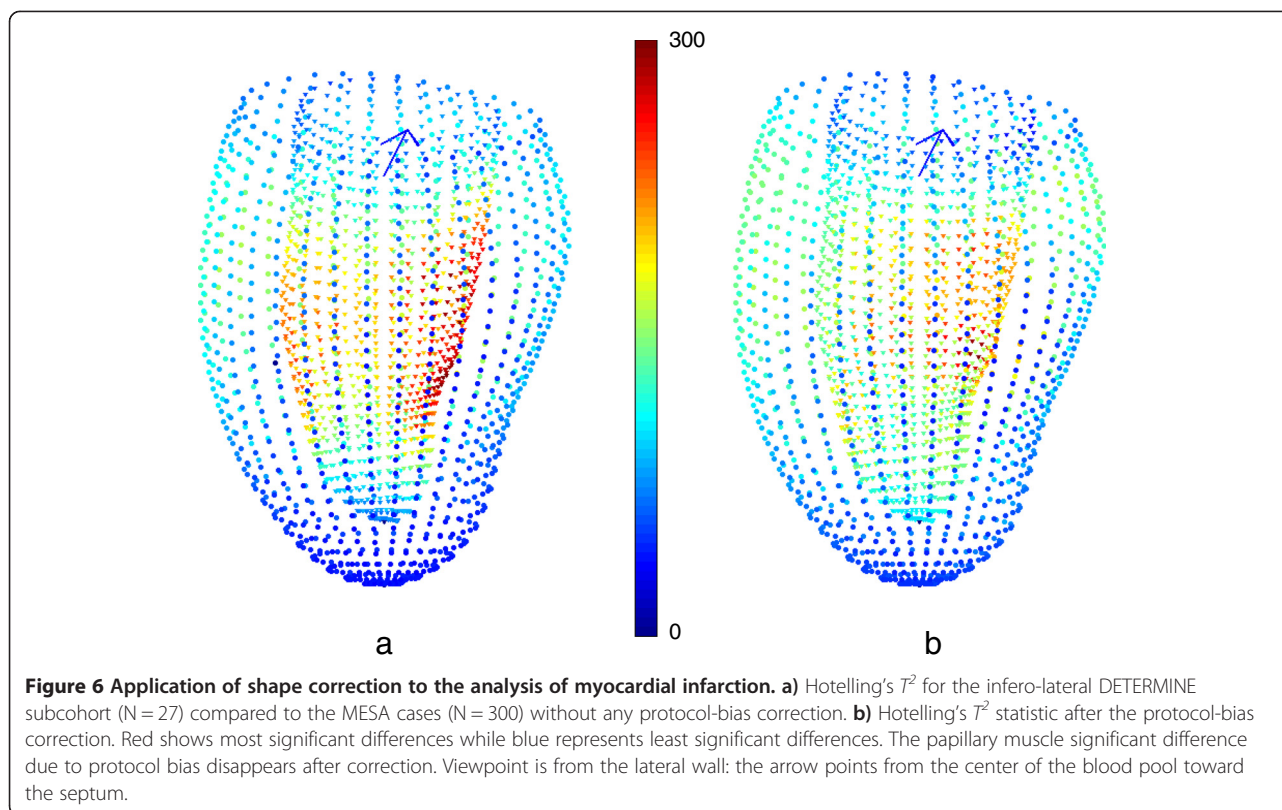 300
0
a
b
Figure 6 Application of shape correction to the analysis of myocardial infarction. a) Hotelling's T² for the infero-lateral DETERMINE
subcohort (N = 27) compared to the MESA cases (N = 300) without any protocol-bias correction. b) Hotelling's T² statistic after the protocol-bias
correction. Red shows most significant differences while blue represents least significant differences. The papillary muscle significant difference
due to protocol bias disappears after correction. Viewpoint is from the lateral wall: the arrow points from the center of the blood pool toward
the septum.